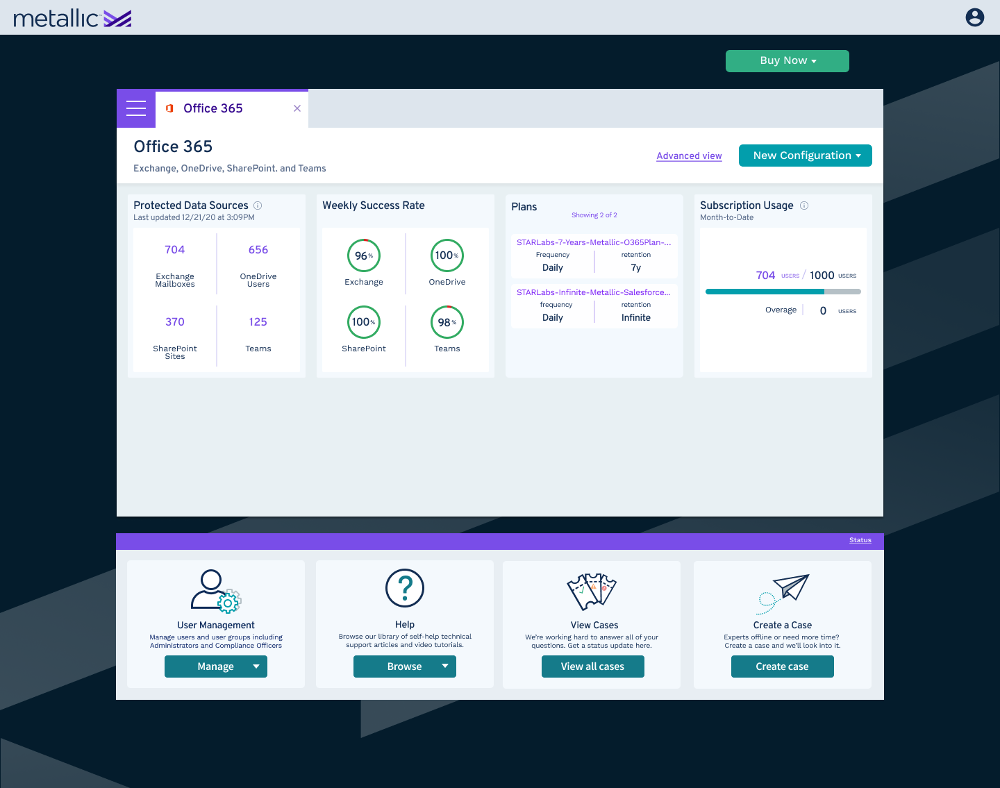 metallic
Buy Now
Office 365
Office 365
Exchange, OneDrive, SharePoint. and Teams
Advanced view
New Configuration
Protected Data Sources
Last updated 12/21/20 at 3:09PM
704
Exchange
Mailboxes
656
OneDrive
Users
370
SharePoint
Sites
125
Teams
Weekly Success Rate
96%
Exchange
100%
OneDrive
100%
SharePoint
98%
Teams
Plans
Showing 2 of 2
STARLabs-7-Years-Metallic-O365Plan-...
Frequency
Daily
retention
7y
STARLabs-Infinite-Metallic-Salesforce...
frequency
Daily
retention
Infinite
Subscription Usage
Month-to-Date
704 USERS / 1000 USERS
Overage 0 USERS
Status
User Management
Manage users and user groups including
Administrators and Compliance Officers
Manage
Help
Browse our library of self-help technical
support articles and video tutorials.
Browse
View Cases
We're working hard to answer all of your
questions. Get a status update here.
View all cases
Create a Case
Experts offline or need more time?
Create a case and we'll look into it.
Create case